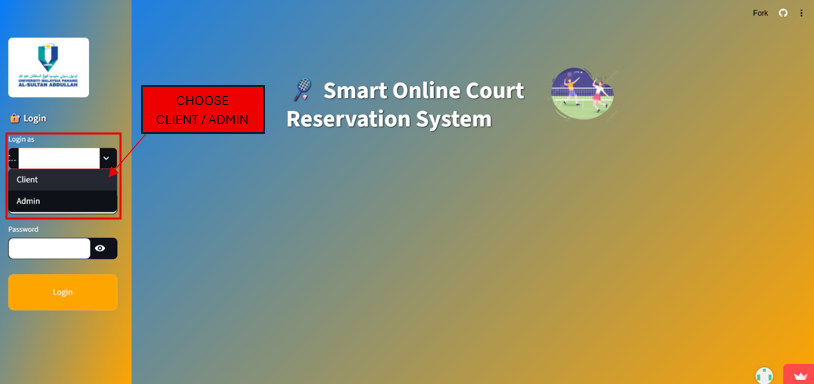 Fork
UNIVERSITI MALAYSIA PAHANG
AL-SULTAN ABDULLAH
Login
Login as
Client
Admin
Password
Login
CHOOSE
CLIENT / ADMIN
Smart Online Court
Reservation System